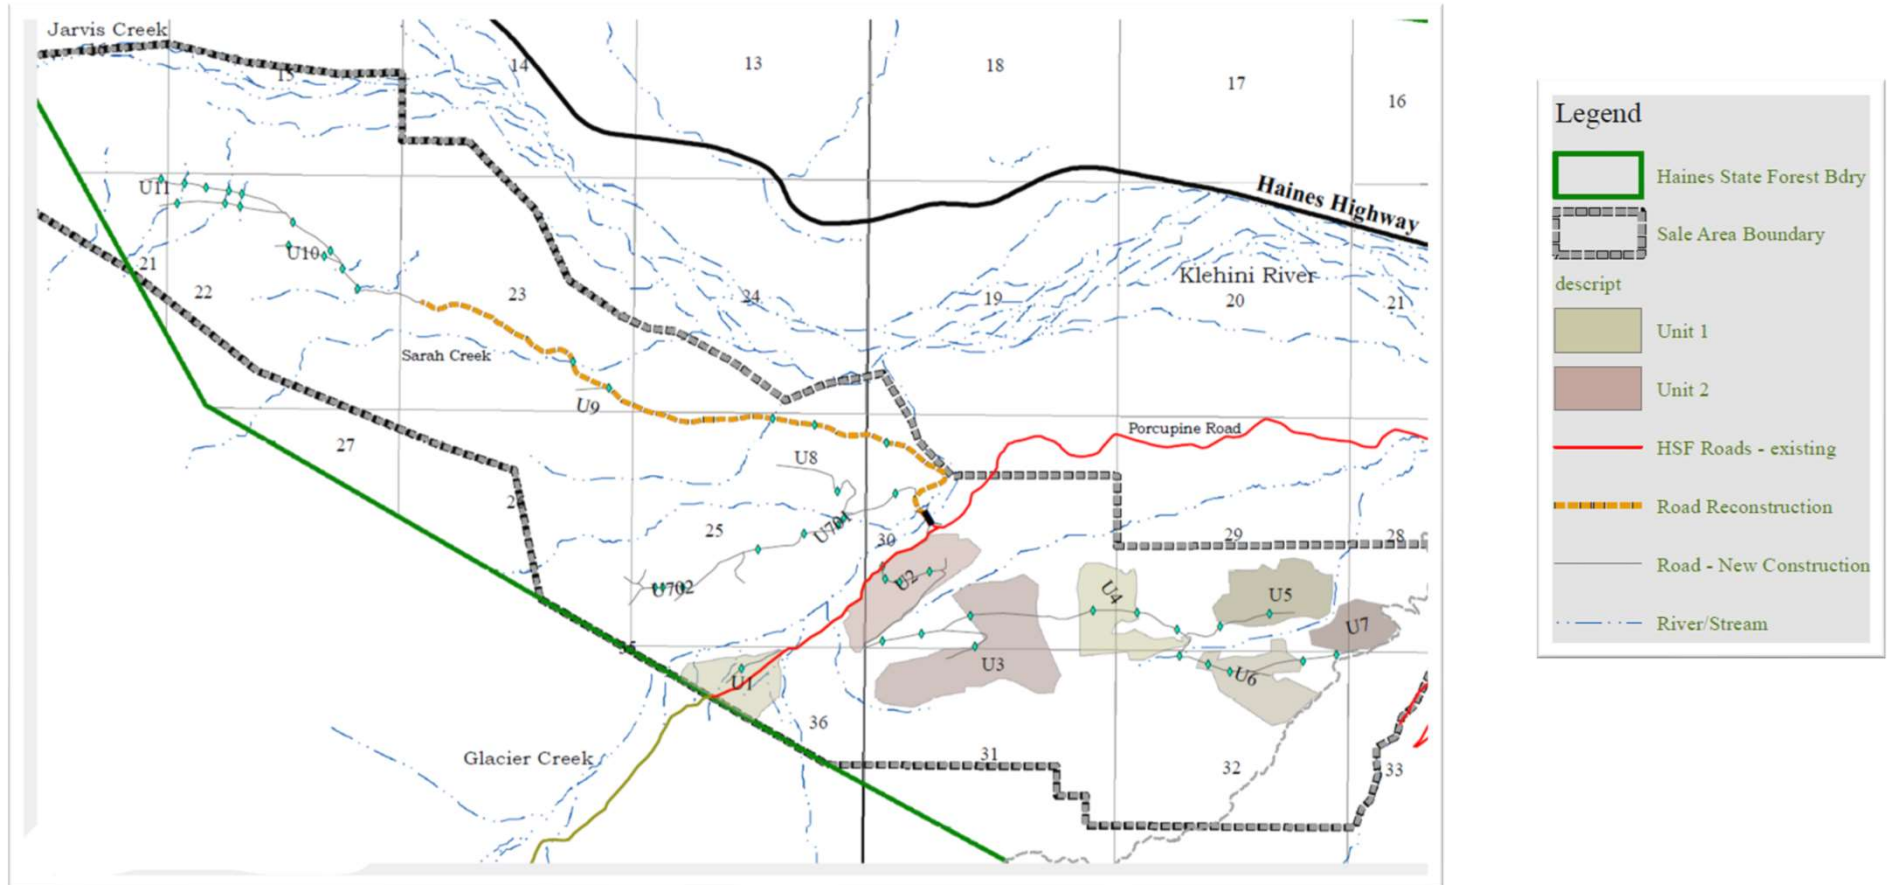 Jarvis Creek
16
15
14
13
18
17
16
U11
Haines Highway
21
22
U10
23
24
19
Klehini River
20
21
Sarah Creek
U9
27
Porcupine Road
U8
25
U701
30
29
28
U702
U2
U4
U5
U7
U3
U6
U1
36
Glacier Creek
31
32
33
Legend
Haines State Forest Bdry
Sale Area Boundary
descript
Unit 1
Unit 2
HSF Roads - existing
Road Reconstruction
Road - New Construction
River/Stream